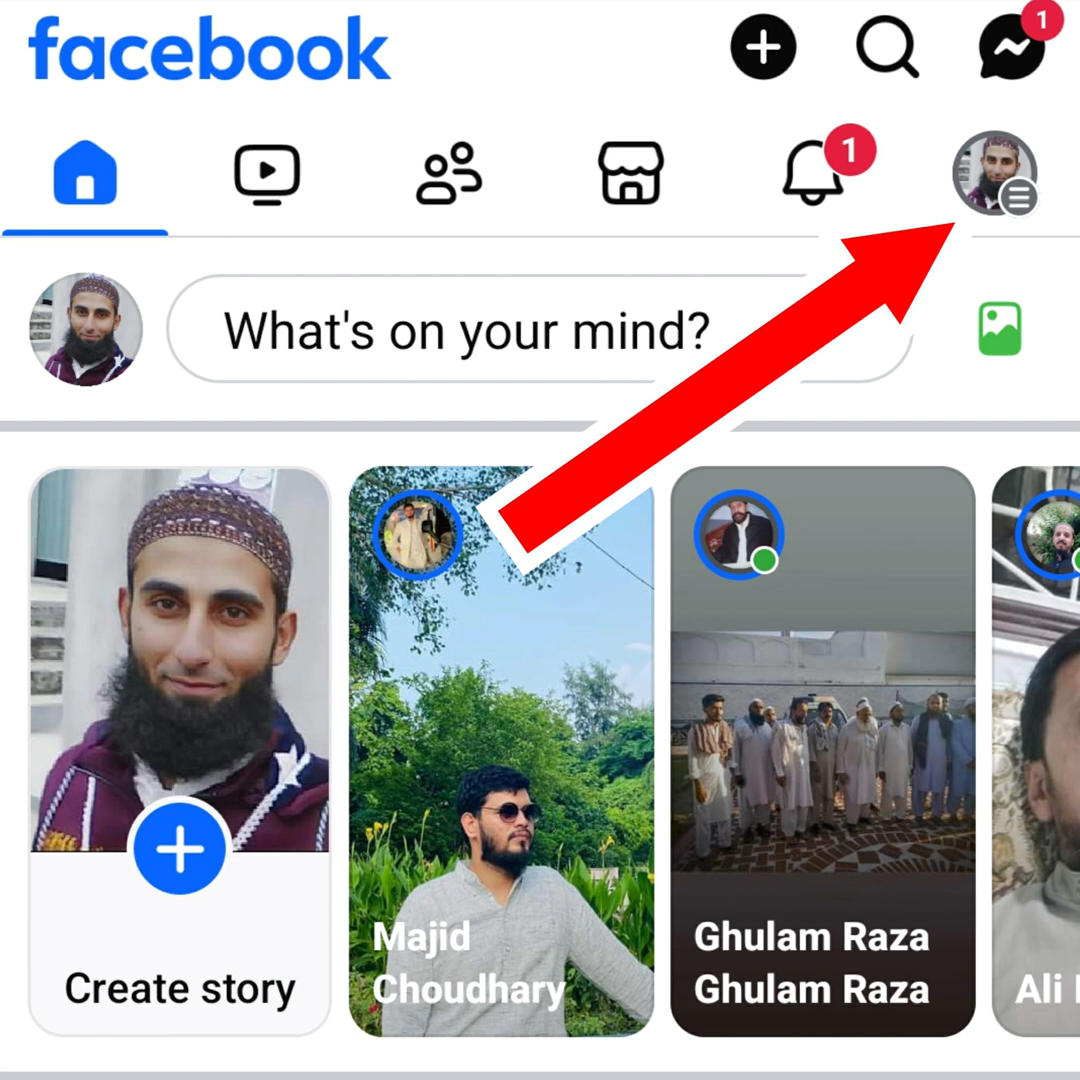 facebook
1
1
What's on your mind?
Create story
Majid
Choudhary
Ghulam Raza
Ghulam Raza
Ali